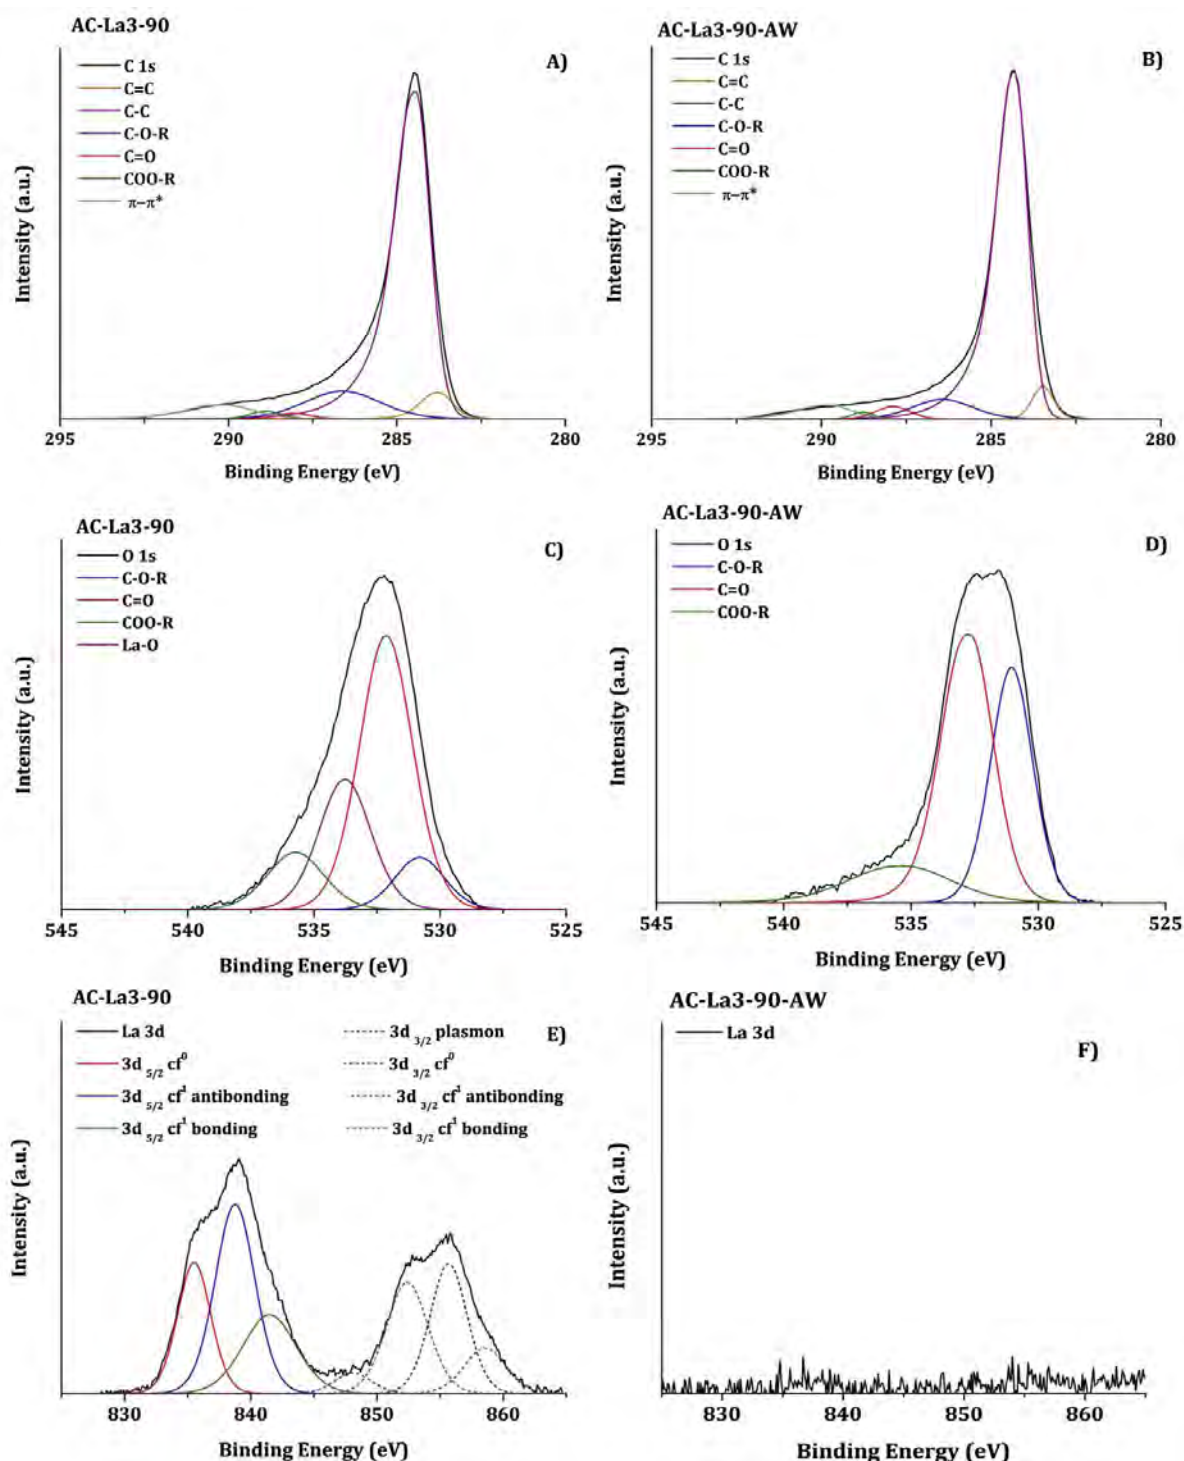 AC-La3-90
A)
C 1s
C=C
C-C
C-O-R
C=O
COO-R
π–π*
Intensity (a.u.)
295 290 285 280
Binding Energy (eV)
AC-La3-90-AW
B)
C 1s
C=C
C-C
C-O-R
C=O
COO-R
π–π*
Intensity (a.u.)
295 290 285 280
Binding Energy (eV)
AC-La3-90
C)
O 1s
C-O-R
C=O
COO-R
La-O
Intensity (a.u.)
545 540 535 530 525
Binding Energy (eV)
AC-La3-90-AW
D)
O 1s
C-O-R
C=O
COO-R
Intensity (a.u.)
545 540 535 530 525
Binding Energy (eV)
AC-La3-90
E)
La 3d
3d 5/2 cf⁰
3d 5/2 cf¹ antibonding
3d 5/2 cf¹ bonding
3d 3/2 plasmon
3d 3/2 cf⁰
3d 3/2 cf¹ antibonding
3d 3/2 cf¹ bonding
Intensity (a.u.)
830 840 850 860
Binding Energy (eV)
AC-La3-90-AW
F)
La 3d
Intensity (a.u.)
830 840 850 860
Binding Energy (eV)